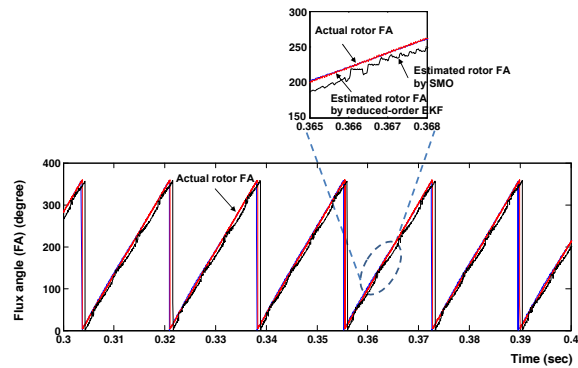 300
250
200
150
Actual rotor FA
Estimated rotor FA
by SMO
Estimated rotor FA
by reduced-order EKF
0.365 0.366 0.367 0.368
400
300
200
100
0
Flux angle (FA) (degree)
Actual rotor FA
0.3 0.31 0.32 0.33 0.34 0.35 0.36 0.37 0.38 0.39 0.4
Time (sec)